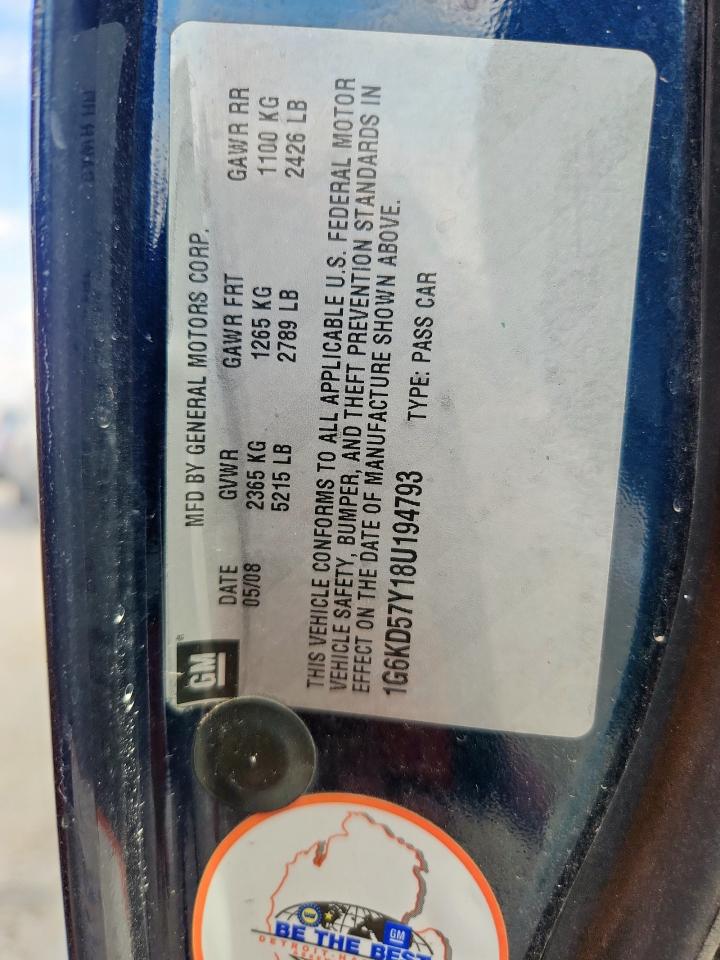 GM
MFD BY GENERAL MOTORS CORP.
DATE GVWR GAWR FRT GAWR RR
05/08 2365 KG 1265 KG 1100 KG
5215 LB 2789 LB 2426 LB
THIS VEHICLE CONFORMS TO ALL APPLICABLE U.S. FEDERAL MOTOR
VEHICLE SAFETY, BUMPER, AND THEFT PREVENTION STANDARDS IN
EFFECT ON THE DATE OF MANUFACTURE SHOWN ABOVE.
1G6KD57Y18U194793 TYPE: PASS CAR
GM
BE THE BEST
DETROIT